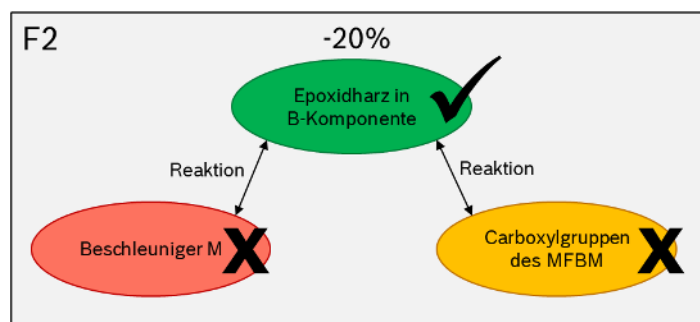 F2
-20%
Epoxidharz in
B-Komponente
Reaktion
Reaktion
Beschleuniger M
Carboxylgruppen
des MFBM